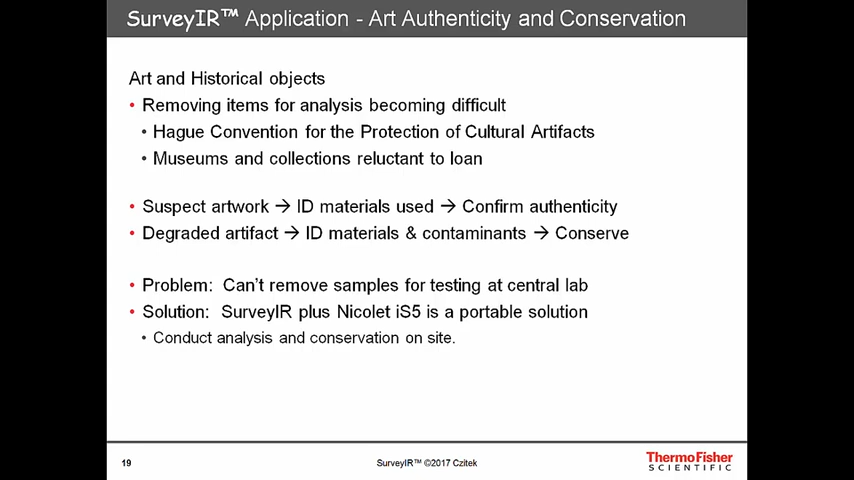 SurveyIR™ Application - Art Authenticity and Conservation
Art and Historical objects
• Removing items for analysis becoming difficult
• Hague Convention for the Protection of Cultural Artifacts
• Museums and collections reluctant to loan
• Suspect artwork → ID materials used → Confirm authenticity
• Degraded artifact → ID materials & contaminants → Conserve
• Problem: Can't remove samples for testing at central lab
• Solution: SurveyIR plus Nicolet iS5 is a portable solution
• Conduct analysis and conservation on site.
19
SurveyIR™ ©2017 Czitek
ThermoFisher
SCIENTIFIC